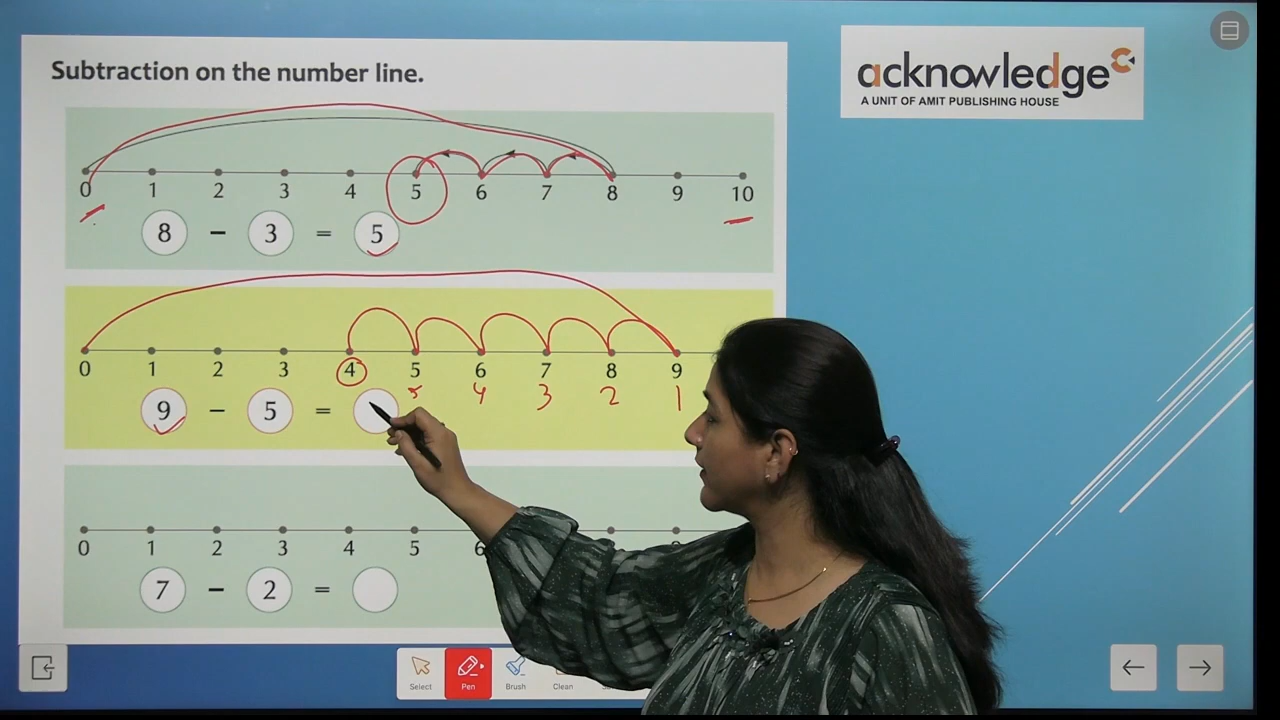 Subtraction on the number line.
acknowledge
A UNIT OF AMIT PUBLISHING HOUSE
0 1 2 3 4 5 6 7 8 9 10
8 - 3 = 5
0 1 2 3 4 5 6 7 8 9
5 4 3 2 1
9 - 5 =
0 1 2 3 4 5 6
7 - 2 =
Select Pen Brush Clean